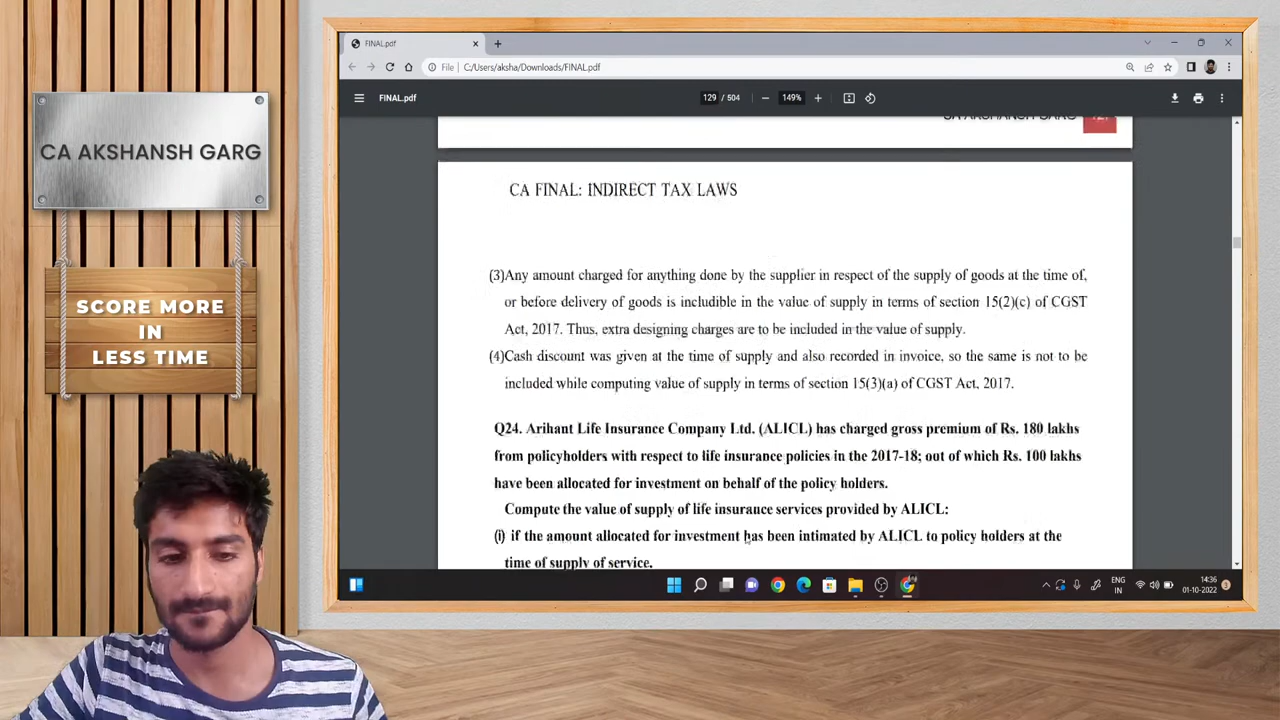 CA AKSHANSH GARG
SCORE MORE
IN
LESS TIME
FINAL.pdf
File
C:/Users/aksha/Downloads/FINAL.pdf
FINAL.pdf
129 / 504
149%
CA AKSHANSH GARG
CA FINAL: INDIRECT TAX LAWS
(3)Any amount charged for anything done by the supplier in respect of the supply of goods at the time of,
or before delivery of goods is includible in the value of supply in terms of section 15(2)(c) of CGST
Act, 2017. Thus, extra designing charges are to be included in the value of supply.
(4)Cash discount was given at the time of supply and also recorded in invoice, so the same is not to be
included while computing value of supply in terms of section 15(3)(a) of CGST Act, 2017.
Q24. Arihant Life Insurance Company Ltd. (ALICL) has charged gross premium of Rs. 180 lakhs
from policyholders with respect to life insurance policies in the 2017-18; out of which Rs. 100 lakhs
have been allocated for investment on behalf of the policy holders.
Compute the value of supply of life insurance services provided by ALICL:
(i) if the amount allocated for investment has been intimated by ALICL to policy holders at the
time of supply of service.
ENG
IN
14:36
01-10-2022